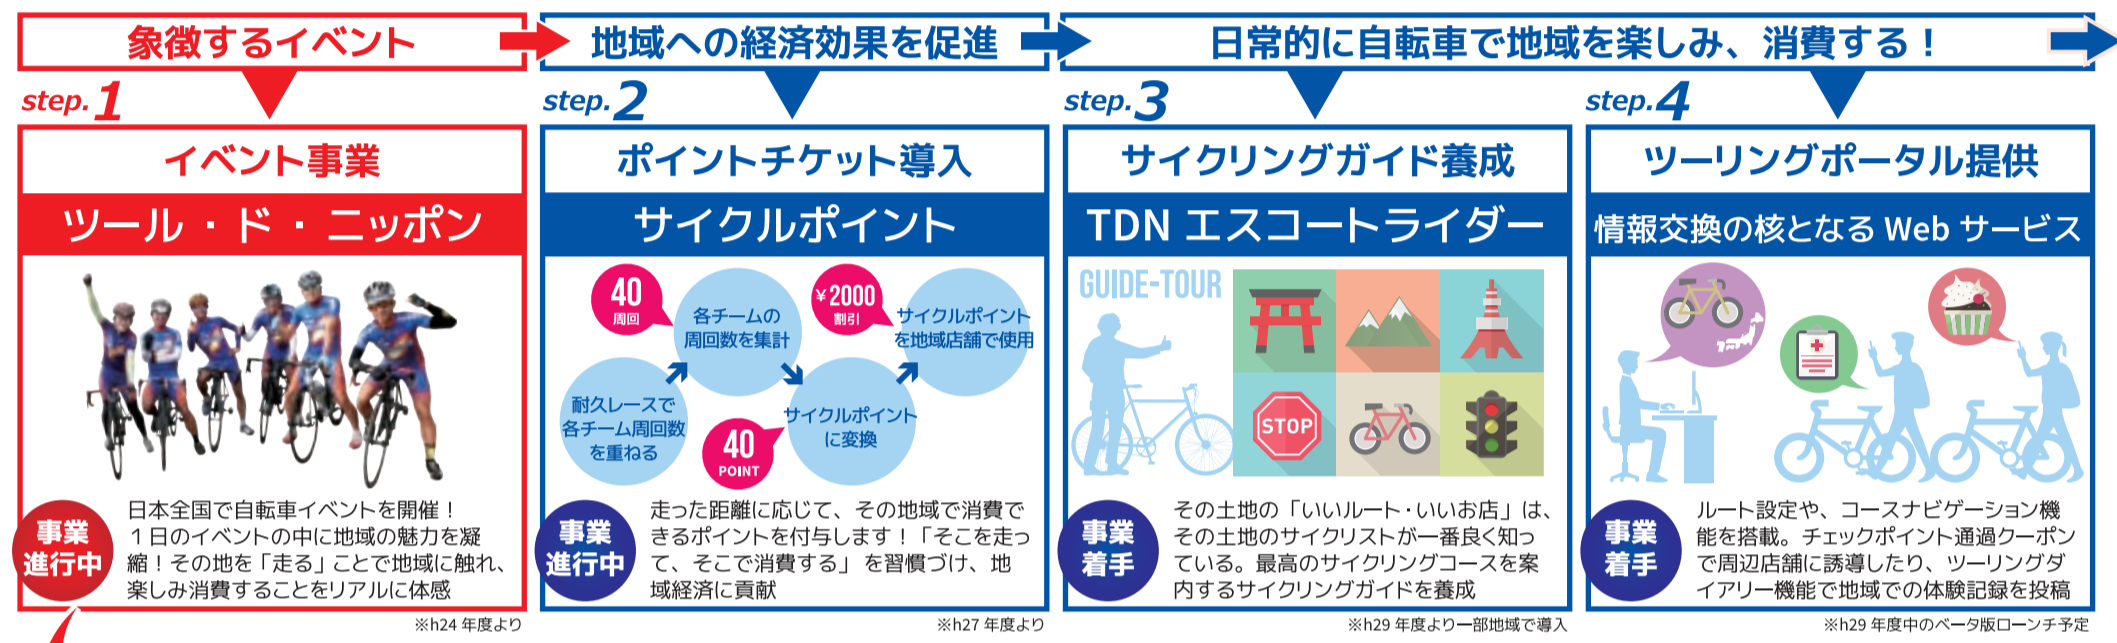 象徴するイベント
地域への経済効果を促進
日常的に自転車で地域を楽しみ、消費する！
step.1
イベント事業
ツール・ド・ニッポン
事業
進行中
日本全国で自転車イベントを開催！
１日のイベントの中に地域の魅力を凝
縮！その地を「走る」ことで地域に触れ、
楽しみ消費することをリアルに体感
※h24 年度より
step.2
ポイントチケット導入
サイクルポイント
耐久レースで
各チーム周回数
を重ねる
40
周回
各チームの
周回数を集計
40
POINT
サイクルポイント
に変換
¥2000
割引
サイクルポイント
を地域店舗で使用
事業
進行中
走った距離に応じて、その地域で消費で
きるポイントを付与します！「そこを走っ
て、そこで消費する」 を習慣づけ、地
域経済に貢献
※h27 年度より
step.3
サイクリングガイド養成
TDN エスコートライダー
GUIDE-TOUR
STOP
事業
着手
その土地の「いいルート・いいお店」は、
その土地のサイクリストが一番良く知っ
ている。最高のサイクリングコースを案
内するサイクリングガイドを養成
※h29 年度より一部地域で導入
step.4
ツーリングポータル提供
情報交換の核となる Web サービス
事業
着手
ルート設定や、コースナビゲーション機
能を搭載。チェックポイント通過クーポン
で周辺店舗に誘導したり、ツーリングダ
イアリー機能で地域での体験記録を投稿
※h29 年度中のベータ版ローンチ予定